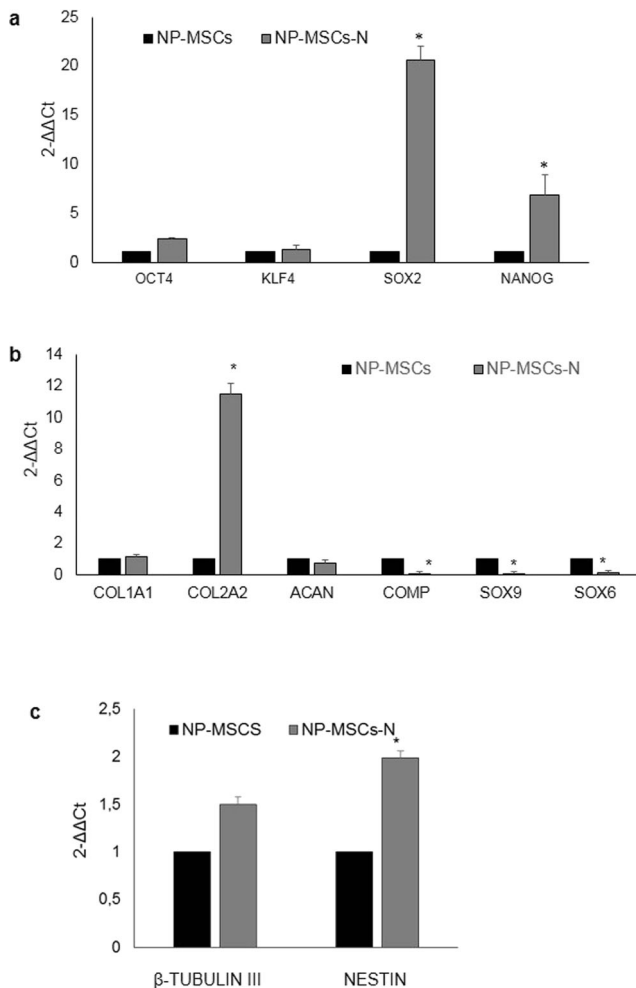 a
NP-MSCs NP-MSCs-N
2-ΔΔCt
25
20
15
10
5
0
* *
OCT4 KLF4 SOX2 NANOG
b
NP-MSCs NP-MSCs-N
2-ΔΔCt
14
12
10
8
6
4
2
0
* * * *
COL1A1 COL2A2 ACAN COMP SOX9 SOX6
c
NP-MSCS NP-MSCs-N
2-ΔΔCt
2,5
2
1,5
1
0,5
0
*
β-TUBULIN III NESTIN